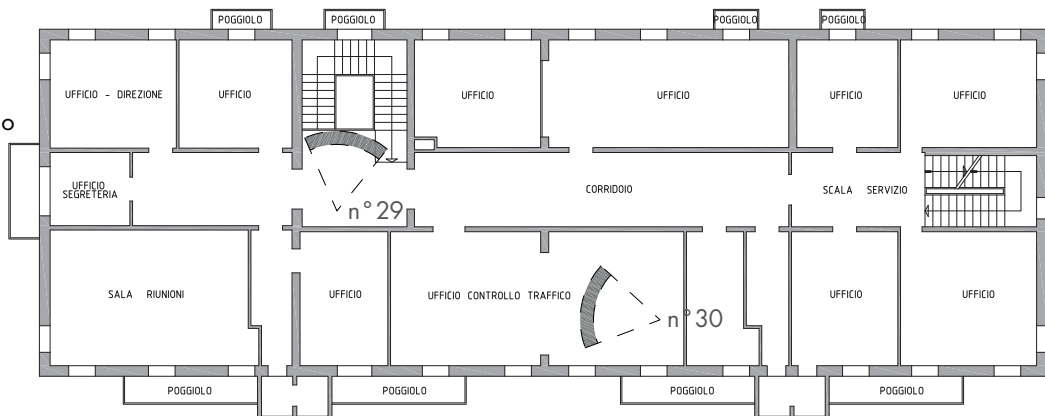 POGGIOLO POGGIOLO POGGIOLO POGGIOLO
UFFICIO - DIREZIONE UFFICIO UFFICIO UFFICIO UFFICIO UFFICIO
o
UFFICIO
SEGRETERIA
CORRIDOIO SCALA SERVIZIO
n°29
SALA RIUNIONI UFFICIO UFFICIO CONTROLLO TRAFFICO UFFICIO UFFICIO
n°30
POGGIOLO POGGIOLO POGGIOLO POGGIOLO